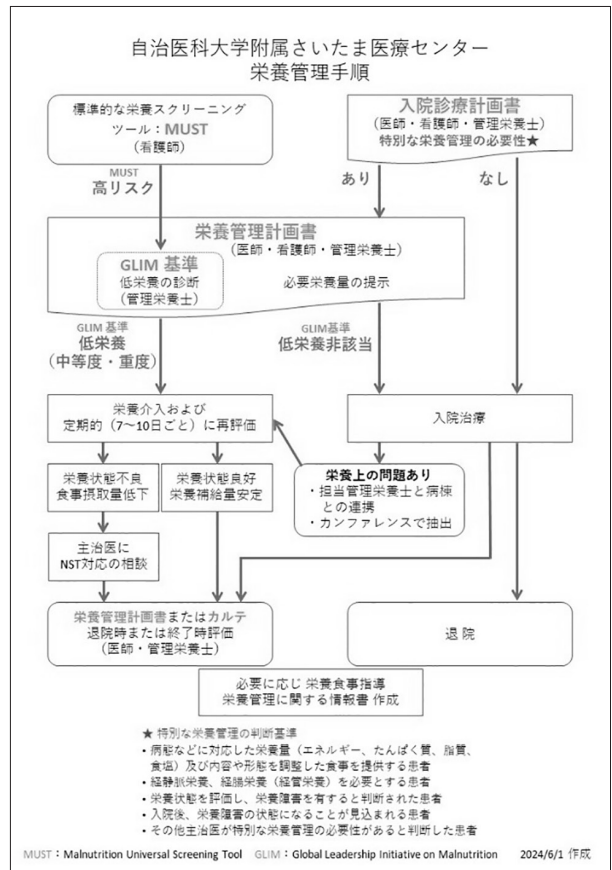 自治医科大学附属さいたま医療センター
栄養管理手順
標準的な栄養スクリーニング
ツール：MUST
（看護師）
入院診療計画書
（医師・看護師・管理栄養士）
特別な栄養管理の必要性★
MUST
高リスク
あり
なし
栄養管理計画書
（医師・看護師・管理栄養士）
GLIM 基準
低栄養の診断
（管理栄養士）
必要栄養量の提示
GLIM 基準
低栄養
（中等度・重度）
GLIM基準
低栄養非該当
栄養介入および
定期的（7～10日ごと）に再評価
入院治療
栄養状態不良
食事摂取量低下
栄養状態良好
栄養補給量安定
栄養上の問題あり
・担当管理栄養士と病棟
との連携
・カンファレンスで抽出
主治医に
NST対応の相談
栄養管理計画書またはカルテ
退院時または終了時評価
（医師・管理栄養士）
退 院
必要に応じ 栄養食事指導
栄養管理に関する情報書 作成
★ 特別な栄養管理の判断基準
・病態などに対応した栄養量（エネルギー、たんぱく質、脂質、
食塩）及び内容や形態を調整した食事を提供する患者
・経静脈栄養、経腸栄養（経管栄養）を必要とする患者
・栄養状態を評価し、栄養障害を有すると判断された患者
・入院後、栄養障害の状態になることが見込まれる患者
・その他主治医が特別な栄養管理の必要性があると判断した患者
MUST：Malnutrition Universal Screening Tool GLIM：Global Leadership Initiative on Malnutrition 2024/6/1 作成